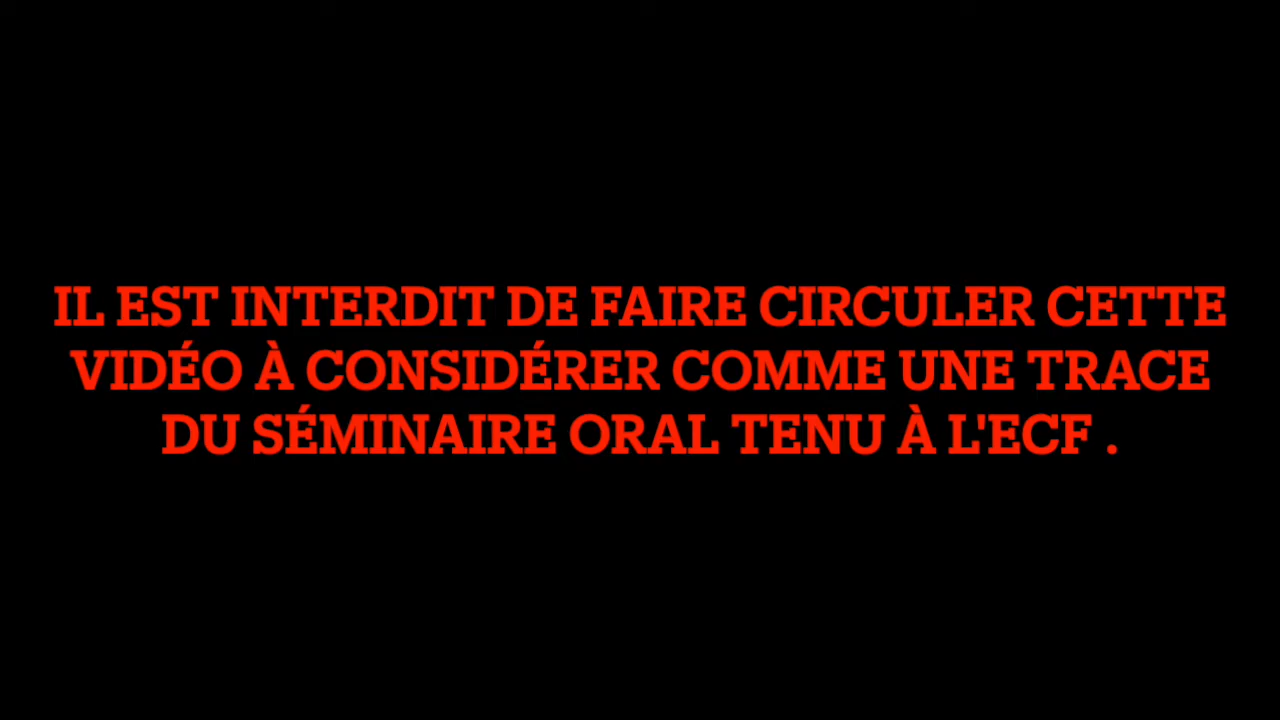 IL EST INTERDIT DE FAIRE CIRCULER CETTE
VIDÉO À CONSIDÉRER COMME UNE TRACE
DU SÉMINAIRE ORAL TENU À L'ECF .